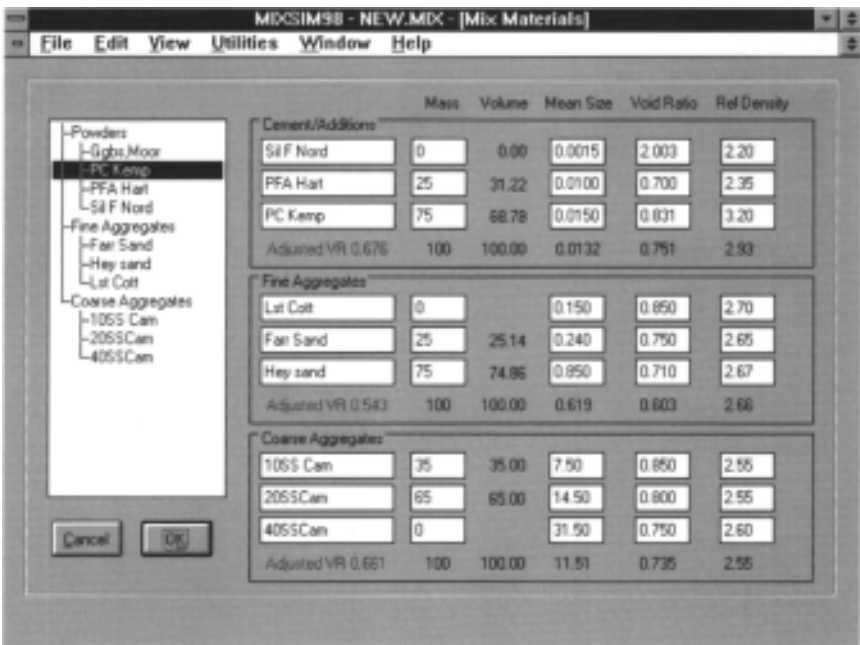 MIXSIM98 - NEW.MIX - [Mix Materials]
File Edit View Utilities Window Help
Mass Volume Mean Size Void Ratio Rel Density
Powders
Ggbs,Moor
PC Kemp
PFA Hart
Sil F Nord
Fine Aggregates
Farr Sand
Hey sand
Lst Cott
Coarse Aggregates
10SS Cam
20SSCam
40SSCam
Cement/Additions
Sil F Nord 0 0.00 0.0015 2.003 2.20
PFA Hart 25 31.22 0.0100 0.700 2.35
PC Kemp 75 68.78 0.0150 0.831 3.20
Adjusted VR 0.676 100 100.00 0.0132 0.751 2.93
Fine Aggregates
Lst Cott 0 0.150 0.850 2.70
Farr Sand 25 25.14 0.240 0.750 2.65
Hey sand 75 74.86 0.850 0.710 2.67
Adjusted VR 0.543 100 100.00 0.619 0.603 2.66
Coarse Aggregates
10SS Cam 35 35.00 7.50 0.850 2.55
20SSCam 65 65.00 14.50 0.800 2.55
40SSCam 0 31.50 0.750 2.60
Adjusted VR 0.661 100 100.00 11.51 0.735 2.55
Cancel OK